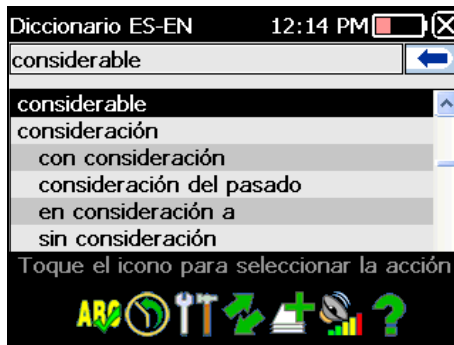 Diccionario ES-EN 12:14 PM
considerable
considerable
consideración
con consideración
consideración del pasado
en consideración a
sin consideración
Toque el icono para seleccionar la acción
ABC